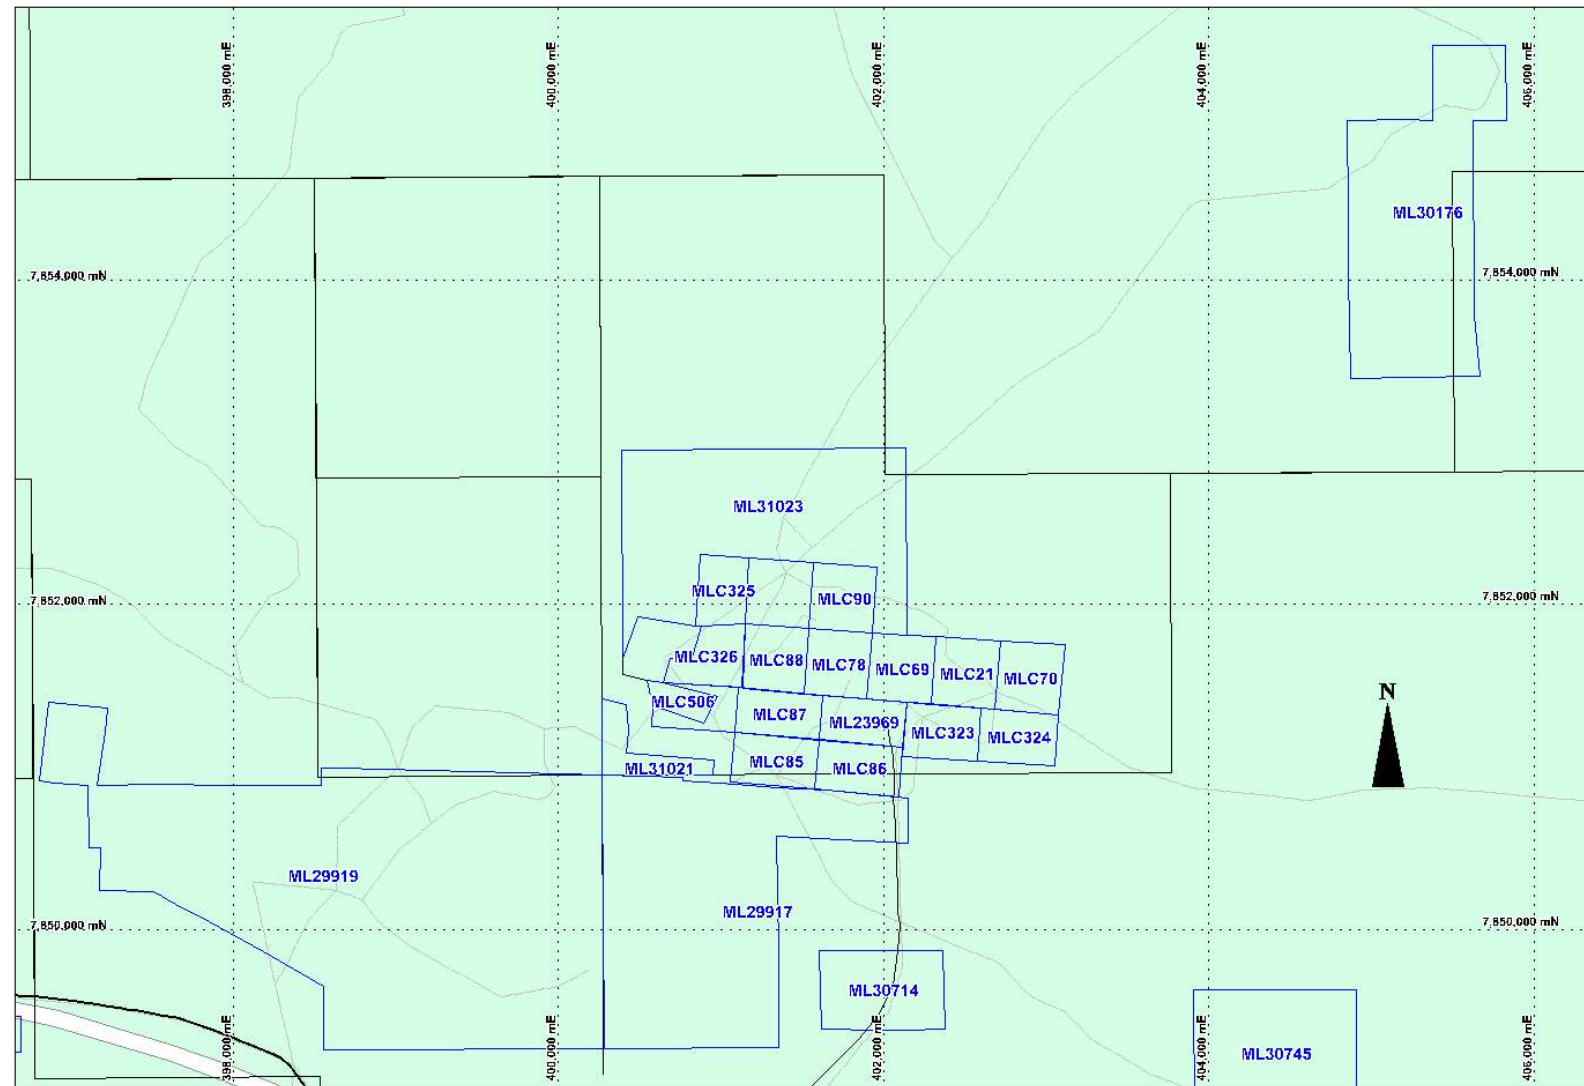 398,000 mE
400,000 mE
402,000 mE
404,000 mE
406,000 mE
ML30176
7,854,000 mN
7,854,000 mN
ML31023
MLC325
MLC90
7,852,000 mN
7,852,000 mN
MLC326
MLC88
MLC78
MLC69
MLC21
MLC70
N
MLC506
MLC87
ML23969
MLC323
MLC324
ML31021
MLC85
MLC86
ML29919
ML29917
7,850,000 mN
7,850,000 mN
ML30714
398,000 mE
400,000 mE
402,000 mE
404,000 mE
406,000 mE
ML30745